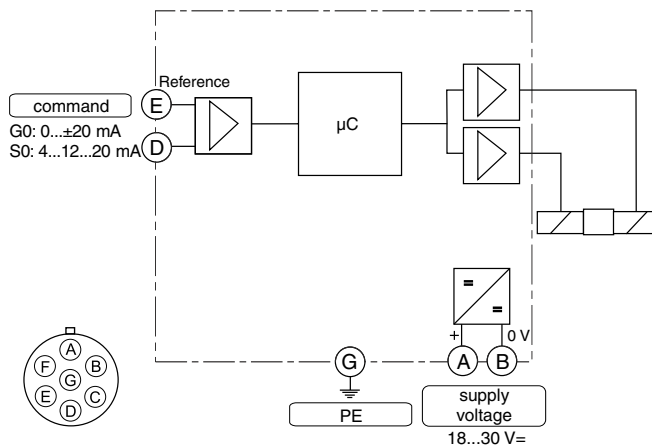 Reference
command
E
G0: 0...±20 mA
S0: 4...12...20 mA
D
µC
+
0 V
G
A
B
PE
supply
voltage
18...30 V=
A
F
B
G
E
C
D